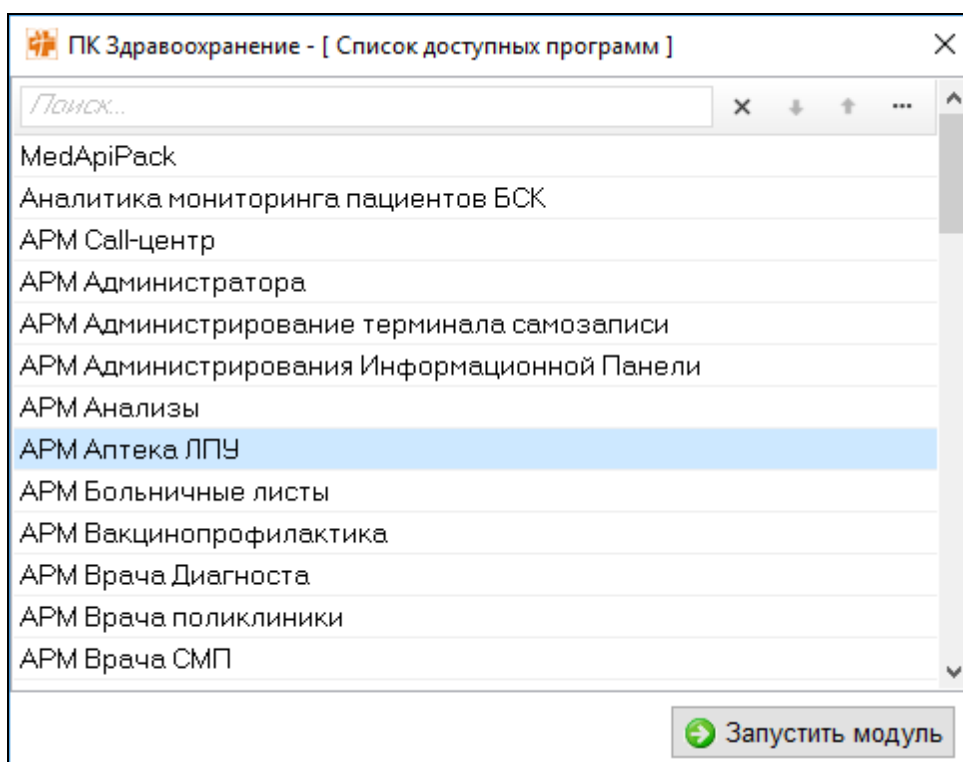 ПК Здравоохранение - [ Список доступных программ ]
Поиск...
MedApiPack
Аналитика мониторинга пациентов БСК
АРМ Call-центр
АРМ Администратора
АРМ Администрирование терминала самозаписи
АРМ Администрирования Информационной Панели
АРМ Анализы
АРМ Аптека ЛПУ
АРМ Больничные листы
АРМ Вакцинопрофилактика
АРМ Врача Диагноста
АРМ Врача поликлиники
АРМ Врача СМП
Запустить модуль